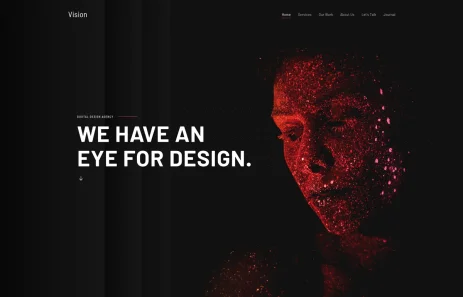 Vision
Home Services Our Work About Us Let's Talk Journal
DIGITAL DESIGN AGENCY
WE HAVE AN
EYE FOR DESIGN.